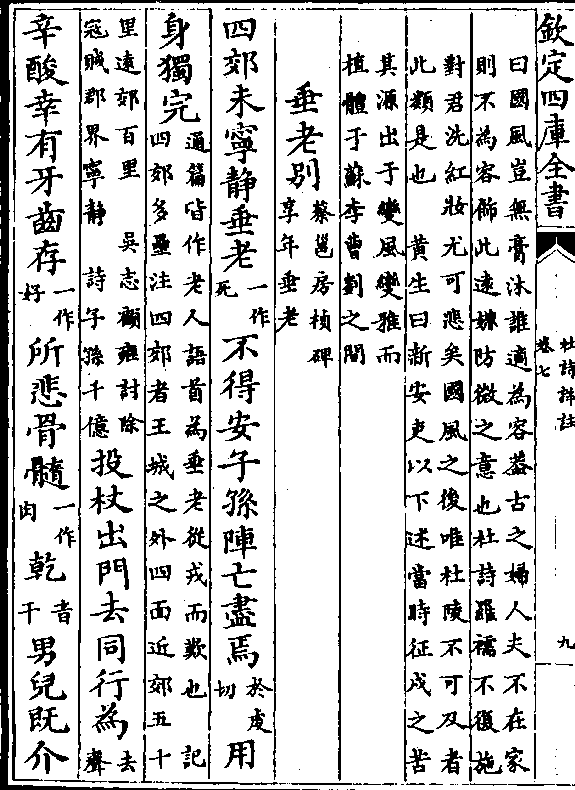 欽定四庫全書
杜詩詳註
卷七
九
曰國風豈無膏沐誰適為容葢古之婦人夫不在家
則不為容飾此遠嫌防微之意也杜詩羅襦不復施
對君洗紅妝尤可悲矣國風之後唯杜陵不可及者
此類是也　黃生曰新安吏以下述當時征戍之苦
其源出于變風變雅而
植體于蘇李曹劉之間
垂老別蔡邕房楨碑享年垂老
四郊未寧静垂老一作死不得安子孫陣亡盡焉於虔切用
身獨完通篇皆作老人語首為垂老從戎而歎也　記四郊多壘注四郊者王城之外四面近郊五十
里遠郊百里　吳志顧雍討除寇賊郡界寧静　詩子孫千億投杖出門去同行為去聲
辛酸幸有牙齒存一作好所悲骨髓一作肉乾音干男兒既介